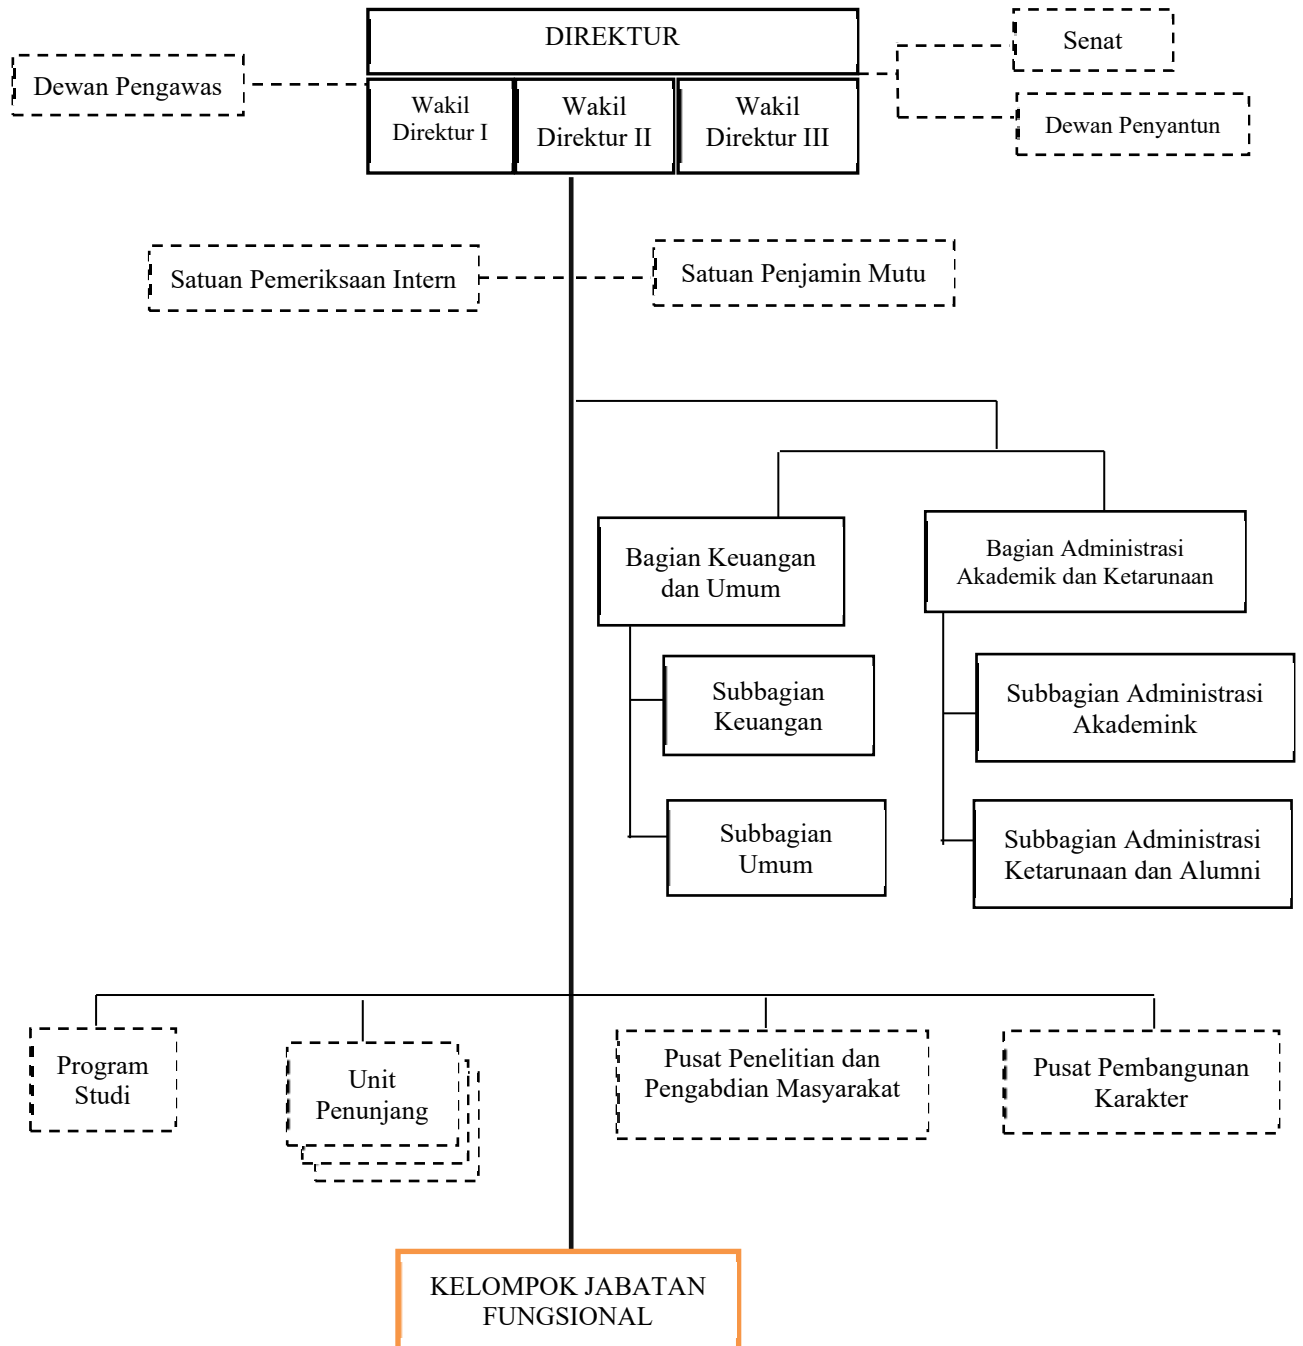 DIREKTUR
Senat
Dewan Pengawas
Wakil
Direktur I
Wakil
Direktur II
Wakil
Direktur III
Dewan Penyantun
Satuan Pemeriksaan Intern
Satuan Penjamin Mutu
Bagian Keuangan
dan Umum
Bagian Administrasi
Akademik dan Ketarunaan
Subbagian
Keuangan
Subbagian Administrasi
Akademink
Subbagian
Umum
Subbagian Administrasi
Ketarunaan dan Alumni
Program
Studi
Unit
Penunjang
Pusat Penelitian dan
Pengabdian Masyarakat
Pusat Pembangunan
Karakter
KELOMPOK JABATAN
FUNGSIONAL